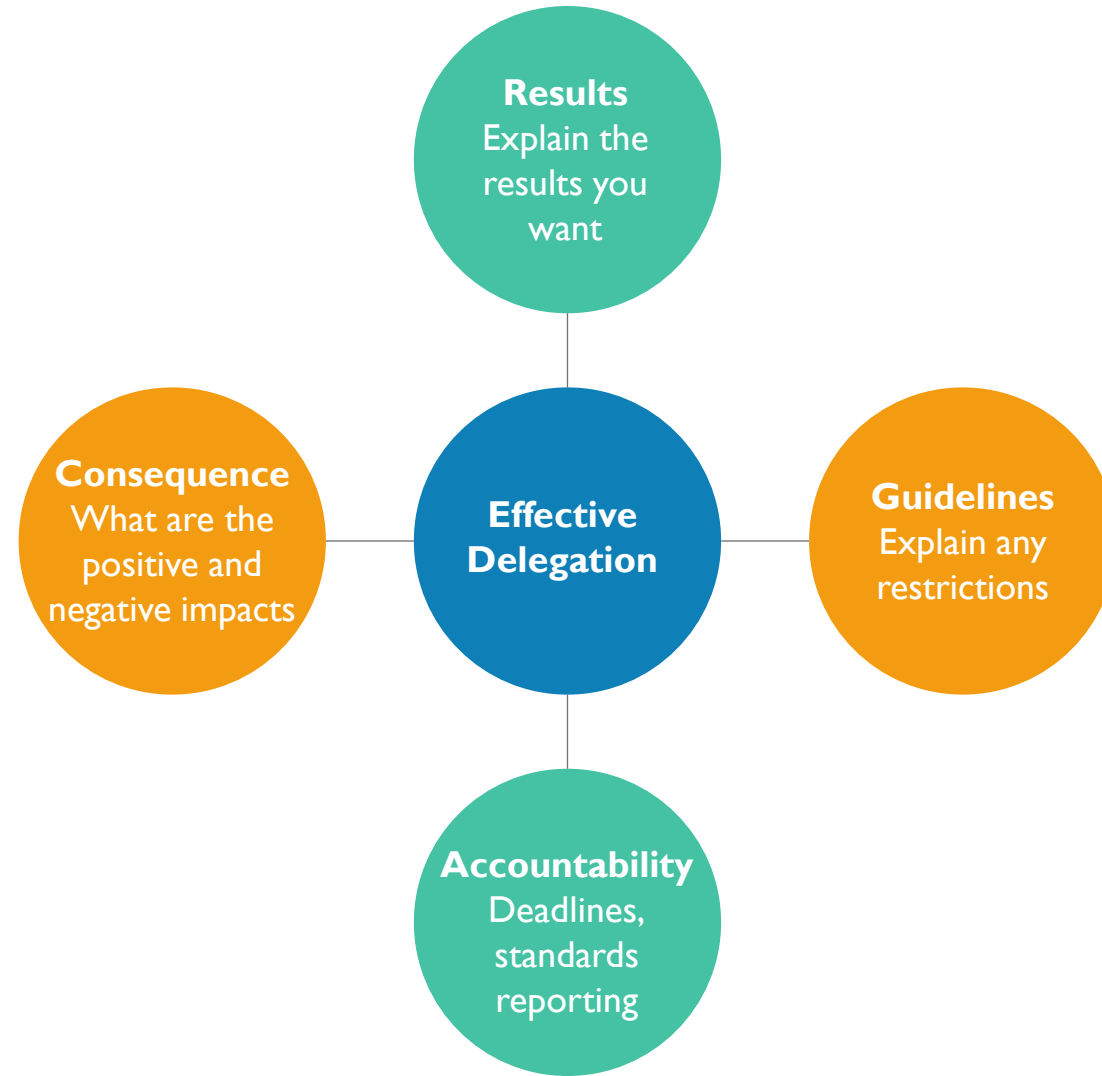 Results
Explain the
results you
want
Consequence
What are the
positive and
negative impacts
Effective
Delegation
Guidelines
Explain any
restrictions
Accountability
Deadlines,
standards
reporting